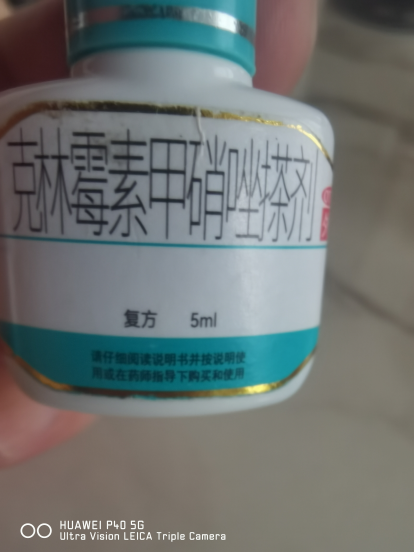 克林霉素甲硝唑搽剂
复方 5ml
请仔细阅读说明书并按说明使
用或在药师指导下购买和使用
HUAWEI P40 5G
Ultra Vision LEICA Triple Camera